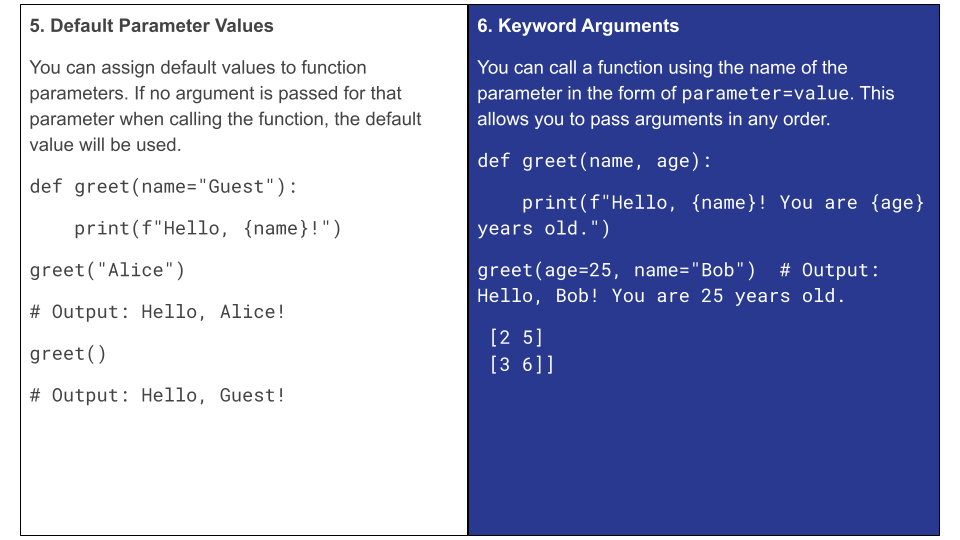 5. Default Parameter Values
You can assign default values to function
parameters. If no argument is passed for that
parameter when calling the function, the default
value will be used.
def greet(name="Guest"):
    print(f"Hello, {name}!")
greet("Alice")
# Output: Hello, Alice!
greet()
# Output: Hello, Guest!
6. Keyword Arguments
You can call a function using the name of the
parameter in the form of parameter=value. This
allows you to pass arguments in any order.
def greet(name, age):
    print(f"Hello, {name}! You are {age}
years old.")
greet(age=25, name="Bob")  # Output:
Hello, Bob! You are 25 years old.
 [2 5]
 [3 6]]